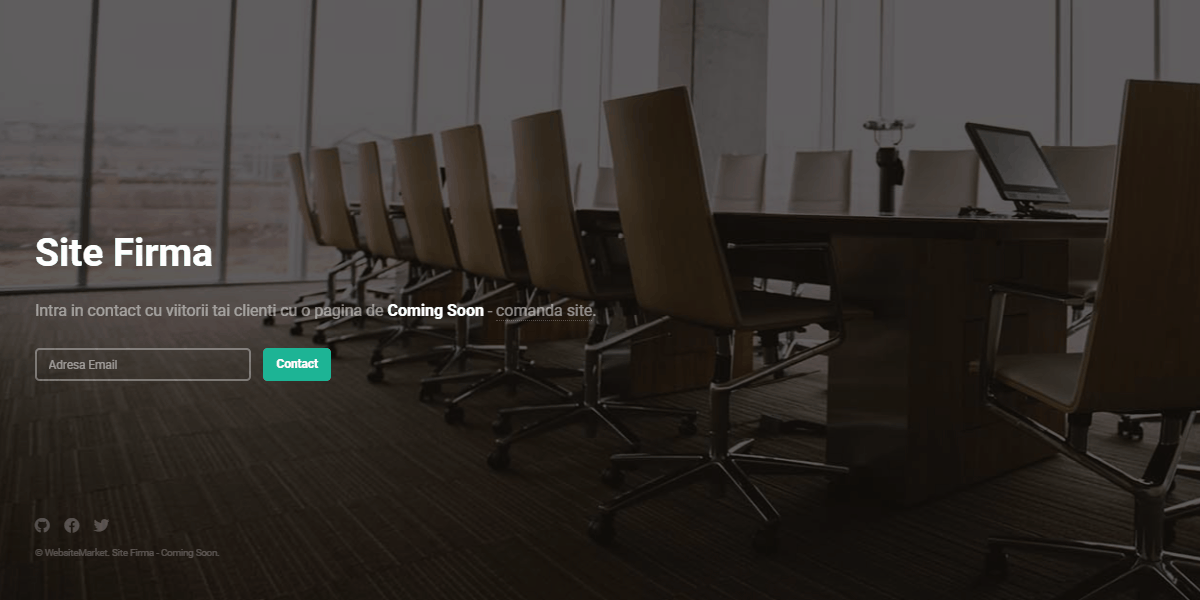 Site Firma
Intra in contact cu viitorii tai clienti cu o pagina de Coming Soon - comanda site.
Adresa Email
Contact
© WebsiteMarket. Site Firma - Coming Soon.